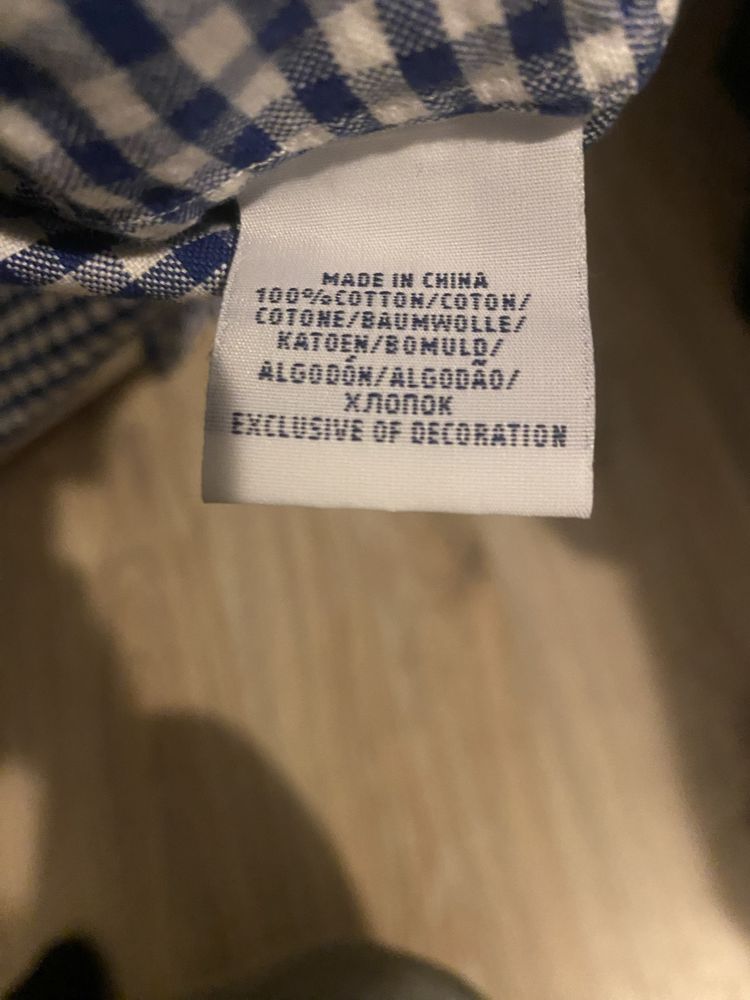 MADE IN CHINA
100%COTTON/COTON/
COTONE/BAUMWOLLE/
KATOEN/BOMULD/
ALGODÓN/ALGODÃO/
ХЛОПОК
EXCLUSIVE OF DECORATION